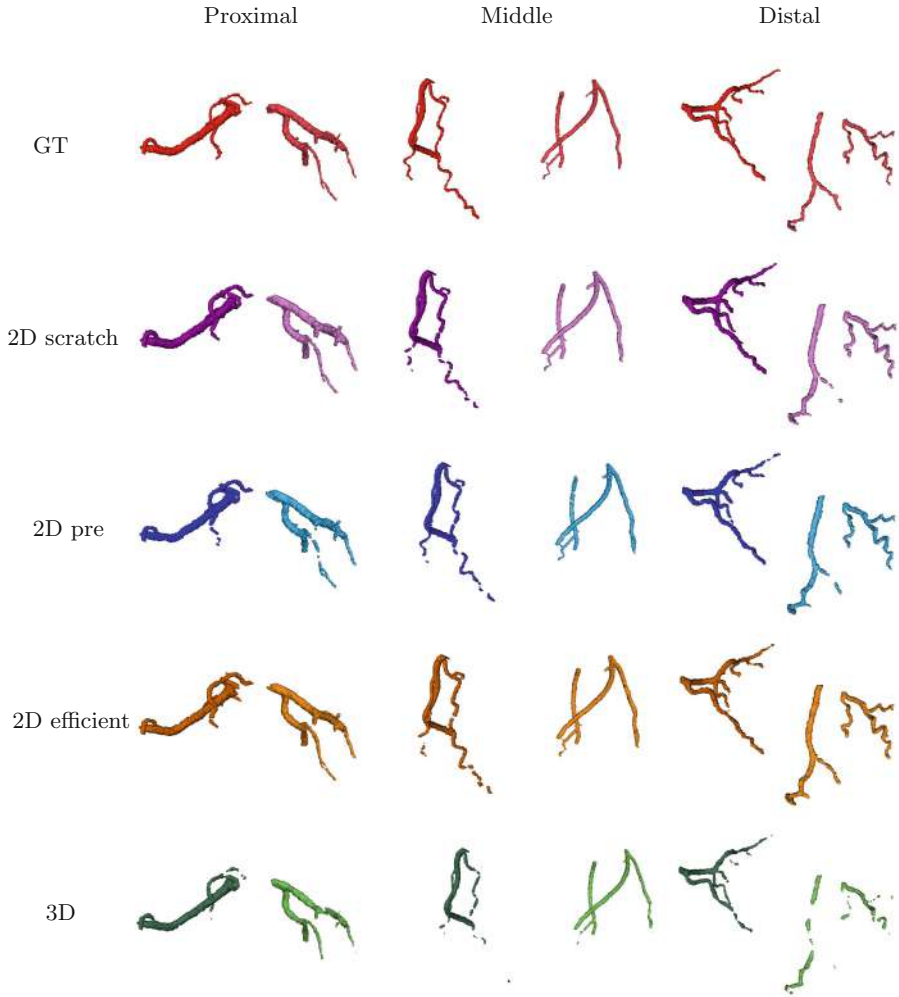 Proximal Middle Distal
GT
2D scratch
2D pre
2D efficient
3D